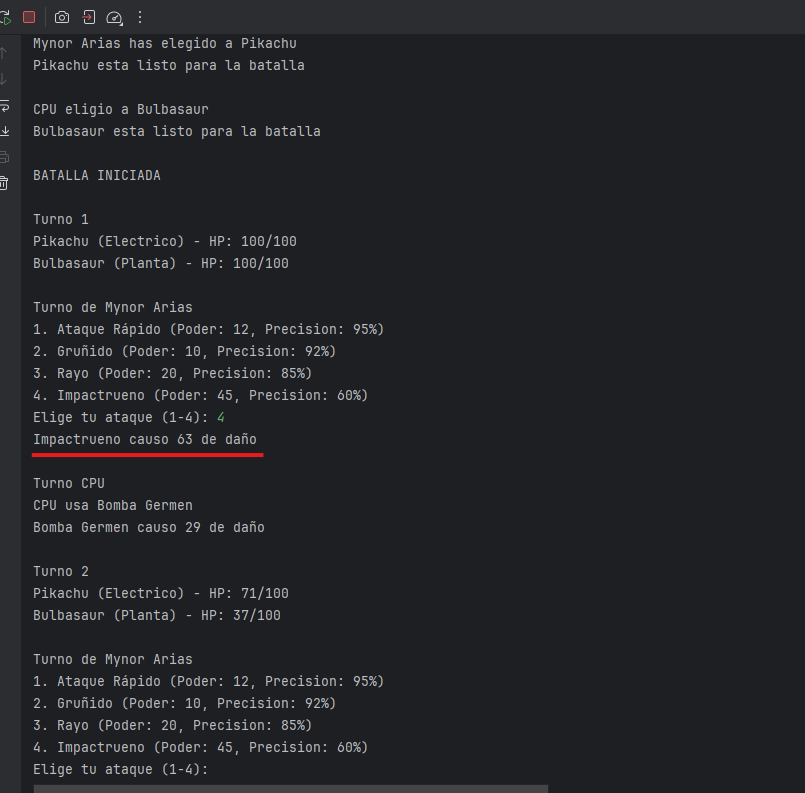 Mynor Arias has elegido a Pikachu
Pikachu esta listo para la batalla
CPU eligio a Bulbasaur
Bulbasaur esta listo para la batalla
BATALLA INICIADA
Turno 1
Pikachu (Electrico) - HP: 100/100
Bulbasaur (Planta) - HP: 100/100
Turno de Mynor Arias
1. Ataque Rápido (Poder: 12, Precision: 95%)
2. Gruñido (Poder: 10, Precision: 92%)
3. Rayo (Poder: 20, Precision: 85%)
4. Impactrueno (Poder: 45, Precision: 60%)
Elige tu ataque (1-4): 4
Impactrueno causo 63 de daño
Turno CPU
CPU usa Bomba Germen
Bomba Germen causo 29 de daño
Turno 2
Pikachu (Electrico) - HP: 71/100
Bulbasaur (Planta) - HP: 37/100
Turno de Mynor Arias
1. Ataque Rápido (Poder: 12, Precision: 95%)
2. Gruñido (Poder: 10, Precision: 92%)
3. Rayo (Poder: 20, Precision: 85%)
4. Impactrueno (Poder: 45, Precision: 60%)
Elige tu ataque (1-4):